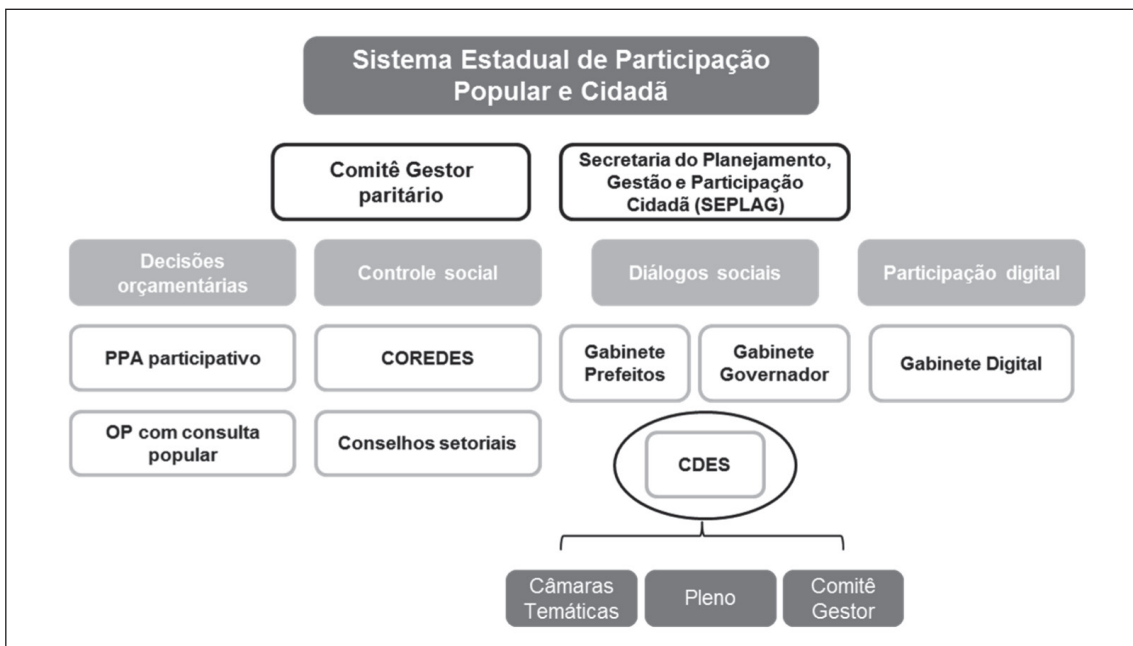 Sistema Estadual de Participação
Popular e Cidadã
Comitê Gestor
paritário
Secretaria do Planejamento,
Gestão e Participação
Cidadã (SEPLAG)
Decisões
orçamentárias
Controle social
Diálogos sociais
Participação digital
PPA participativo
COREDES
Gabinete
Prefeitos
Gabinete
Governador
Gabinete Digital
OP com consulta
popular
Conselhos setoriais
CDES
Câmaras
Temáticas
Pleno
Comitê
Gestor